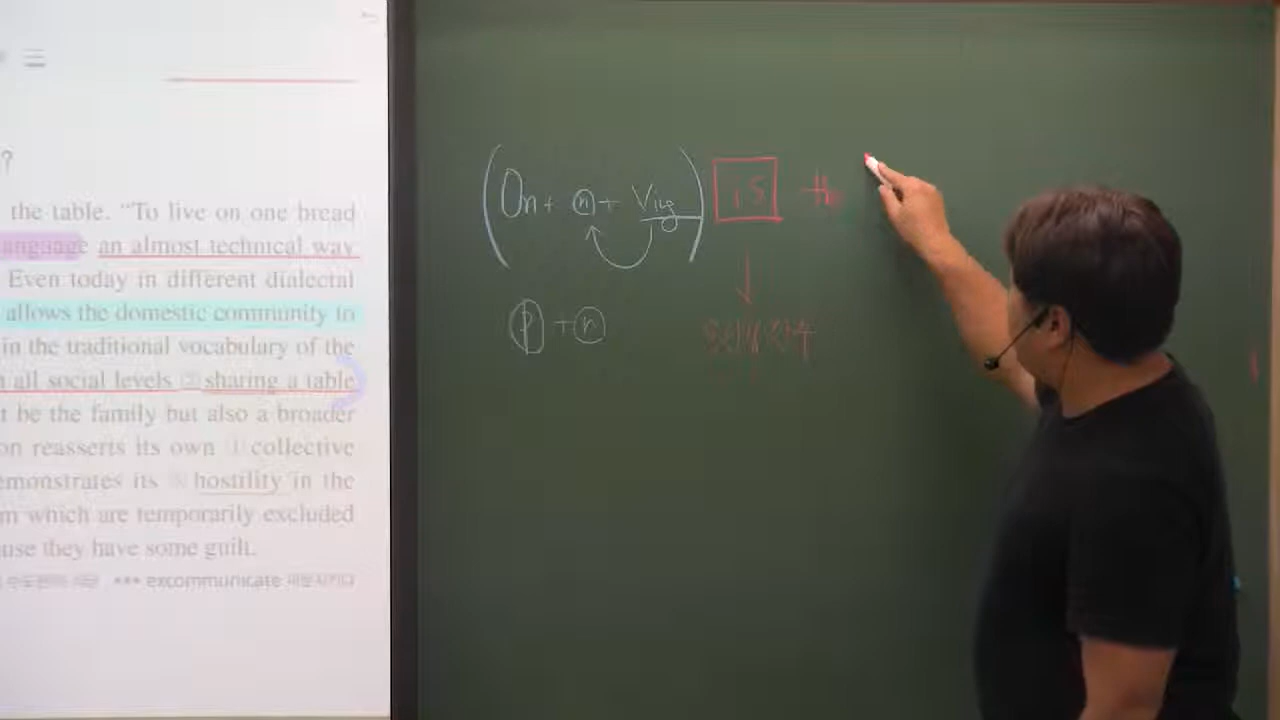 ?
the table. “To live on one bread
anguage an almost technical way
Even today in different dialectal
allows the domestic community to
in the traditional vocabulary of the
all social levels ② sharing a table
t be the family but also a broader
on reasserts its own collective
emonstrates its hostility in the
m which are temporarily excluded
use they have some guilt.
*** excommunicate
(On + ⓝ + Ving) is
ⓟ + ⓝ